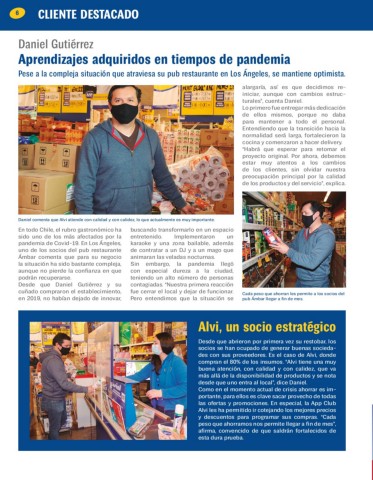 8
CLIENTE DESTACADO
Daniel Gutiérrez
Aprendizajes adquiridos en tiempos de pandemia
Pese a la compleja situación que atraviesa su pub restaurante en Los Ángeles, se mantiene optimista.
Daniel comenta que Alvi atiende con calidad y con calidez, lo que actualmente es muy importante.
En todo Chile, el rubro gastronómico ha
sido uno de los más afectados por la
pandemia de Covid-19. En Los Ángeles,
uno de los socios del pub restaurante
Ámbar comenta que para su negocio
la situación ha sido bastante compleja,
aunque no pierde la confianza en que
podrán recuperarse.
Desde que Daniel Gutiérrez y su
cuñado compraron el establecimiento,
en 2019, no habían dejado de innovar,
buscando transformarlo en un espacio
entretenido. Implementaron un
karaoke y una zona bailable, además
de contratar a un DJ y a un mago que
animaran las veladas nocturnas.
Sin embargo, la pandemia llegó
con especial dureza a la ciudad,
teniendo un alto número de personas
contagiadas. "Nuestra primera reacción
fue cerrar el local y dejar de funcionar.
Pero entendimos que la situación se
alargaría, así es que decidimos re-
iniciar, aunque con cambios estruc-
turales", cuenta Daniel.
Lo primero fue entregar más dedicación
de ellos mismos, porque no daba
para mantener a todo el personal.
Entendiendo que la transición hacia la
normalidad será larga, fortalecieron la
cocina y comenzaron a hacer delivery.
"Habrá que esperar para retomar el
proyecto original. Por ahora, debemos
estar muy atentos a los cambios
de los clientes, sin olvidar nuestra
preocupación principal por la calidad
de los productos y del servicio", explica.
Cada peso que ahorran les permite a los socios del
pub Ámbar llegar a fin de mes.
Alvi, un socio estratégico
Desde que abrieron por primera vez su restobar, los
socios se han ocupado de generar buenas socieda-
des con sus proveedores. Es el caso de Alvi, donde
compran el 80% de los insumos. "Alvi tiene una muy
buena atención, con calidad y con calidez, que va
más allá de la disponibilidad de productos y se nota
desde que uno entra al local", dice Daniel.
Como en el momento actual de crisis ahorrar es im-
portante, para ellos es clave sacar provecho de todas
las ofertas y promociones. En especial, la App Club
Alvi les ha permitido ir cotejando los mejores precios
y descuentos para programar sus compras. "Cada
peso que ahorramos nos permite llegar a fin de mes",
afirma, convencido de que saldrán fortalecidos de
esta dura prueba.